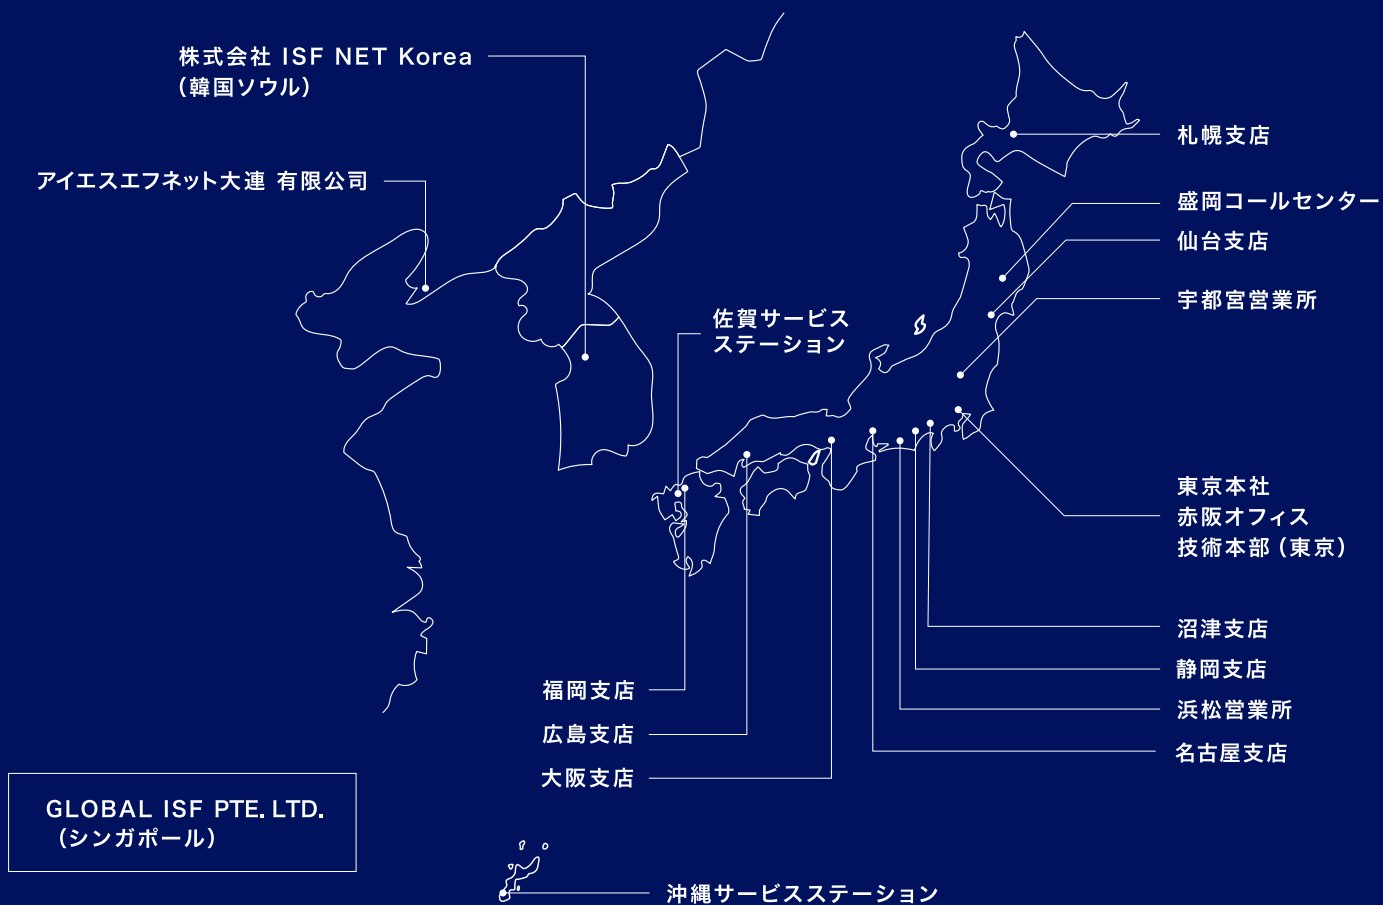 株式会社 ISF NET Korea
（韓国ソウル）
アイエスエフネット大連 有限公司
札幌支店
盛岡コールセンター
仙台支店
宇都宮営業所
佐賀サービス
ステーション
東京本社
赤阪オフィス
技術本部（東京）
沼津支店
静岡支店
浜松営業所
名古屋支店
福岡支店
広島支店
大阪支店
GLOBAL ISF PTE. LTD.
（シンガポール）
沖縄サービスステーション